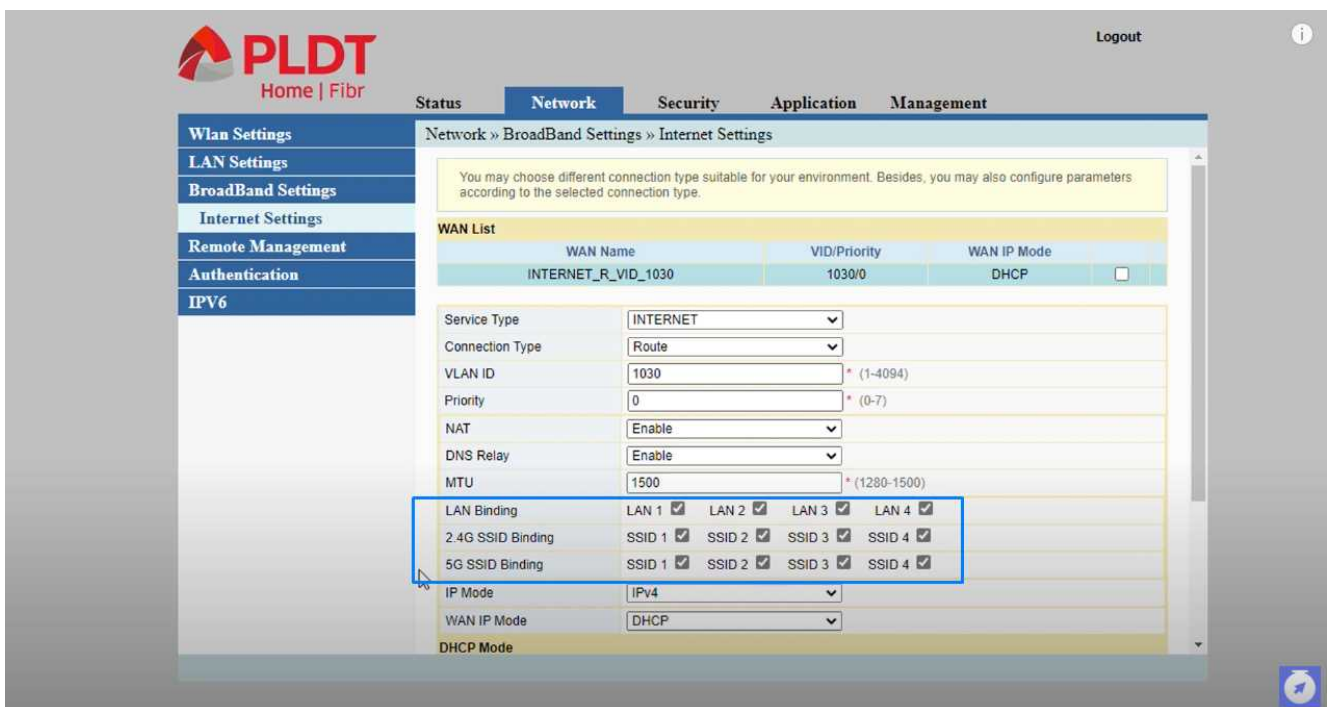 PLDT
Home | Fibr
Logout
Status Network Security Application Management
Wlan Settings
LAN Settings
BroadBand Settings
Internet Settings
Remote Management
Authentication
IPV6
Network » BroadBand Settings » Internet Settings
You may choose different connection type suitable for your environment. Besides, you may also configure parameters
according to the selected connection type.
WAN List
WAN Name VID/Priority WAN IP Mode
INTERNET_R_VID_1030 1030/0 DHCP
Service Type INTERNET
Connection Type Route
VLAN ID 1030 * (1-4094)
Priority 0 * (0-7)
NAT Enable
DNS Relay Enable
MTU 1500 * (1280-1500)
LAN Binding LAN 1 LAN 2 LAN 3 LAN 4
2.4G SSID Binding SSID 1 SSID 2 SSID 3 SSID 4
5G SSID Binding SSID 1 SSID 2 SSID 3 SSID 4
IP Mode IPv4
WAN IP Mode DHCP
DHCP Mode